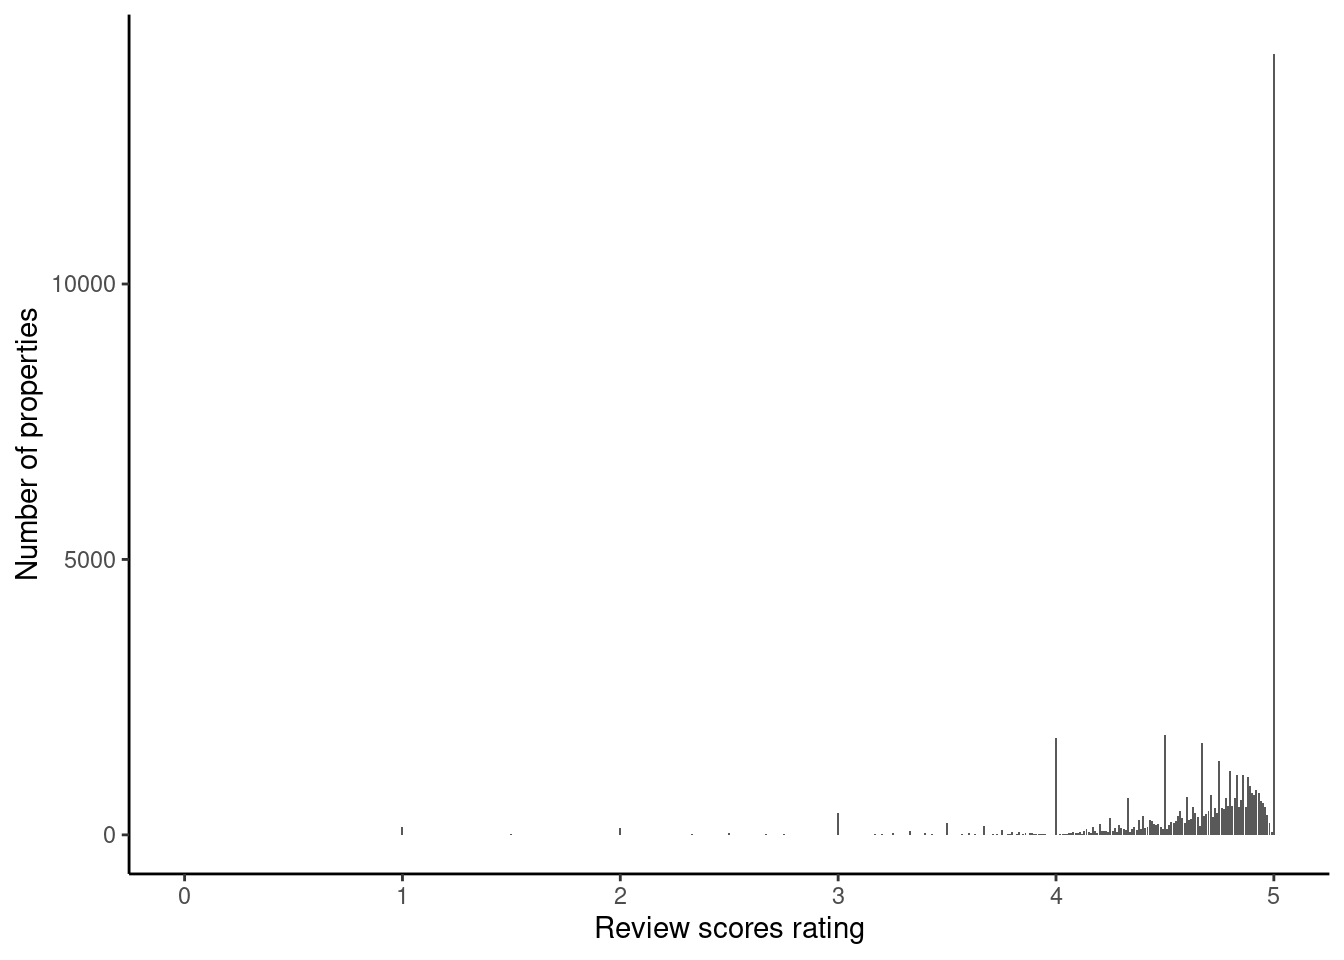 10000
5000
0
Number of properties
0 1 2 3 4 5
Review scores rating